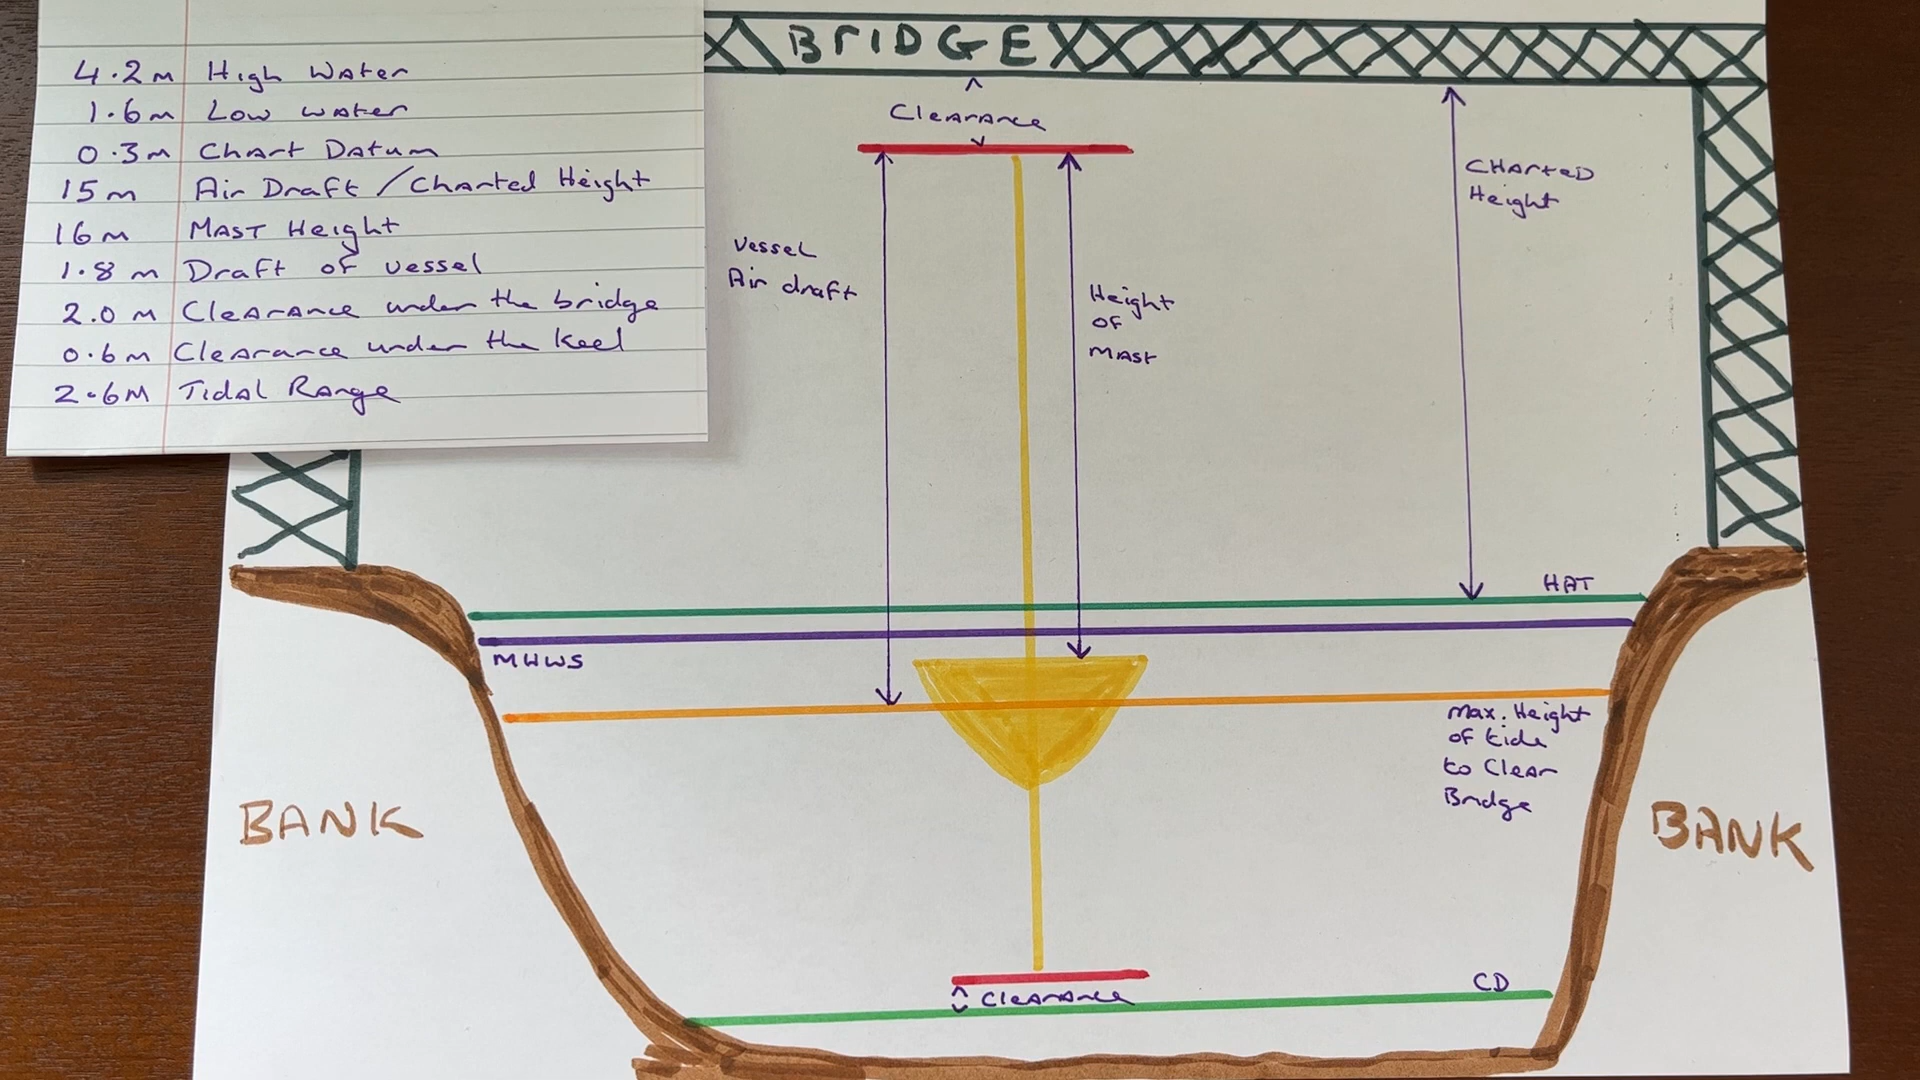 4.2m High Water
1.6m Low water
0.3m Chart Datum
15m Air Draft / Charted Height
16m Mast Height
1.8m Draft of vessel
2.0m Clearance under the bridge
0.6m Clearance under the keel
2.6M Tidal Range
BRIDGE
Clearance
Vessel
Air draft
Height
of
Mast
CHarteD
Height
HAT
MHWS
Max. Height
of tide
to Clear
Bridge
BANK
BANK
CD
Clearance